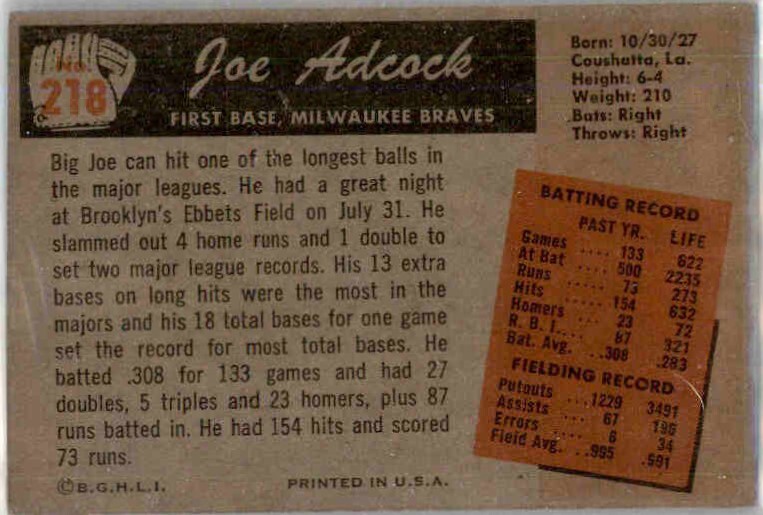 No.
218
Joe Adcock
FIRST BASE, MILWAUKEE BRAVES
Born: 10/30/27
Coushatta, La.
Height: 6-4
Weight: 210
Bats: Right
Throws: Right
Big Joe can hit one of the longest balls in
the major leagues. He had a great night
at Brooklyn's Ebbets Field on July 31. He
slammed out 4 home runs and 1 double to
set two major league records. His 13 extra
bases on long hits were the most in the
majors and his 18 total bases for one game
set the record for most total bases. He
batted .308 for 133 games and had 27
doubles, 5 triples and 23 homers, plus 87
runs batted in. He had 154 hits and scored
73 runs.
BATTING RECORD
PAST YR. LIFE
Games .... 133 622
At Bat .... 500 2235
Runs .... 73 273
Hits .... 154 632
Homers ... 23 72
R. B. I.... 87 321
Bat. Avg. ...308 .283
FIELDING RECORD
Putouts ...1229 3491
Assists ... 67 196
Errors .... 6 34
Field Avg. ..995 .991
©B.G.H.L.I.
PRINTED IN U.S.A.